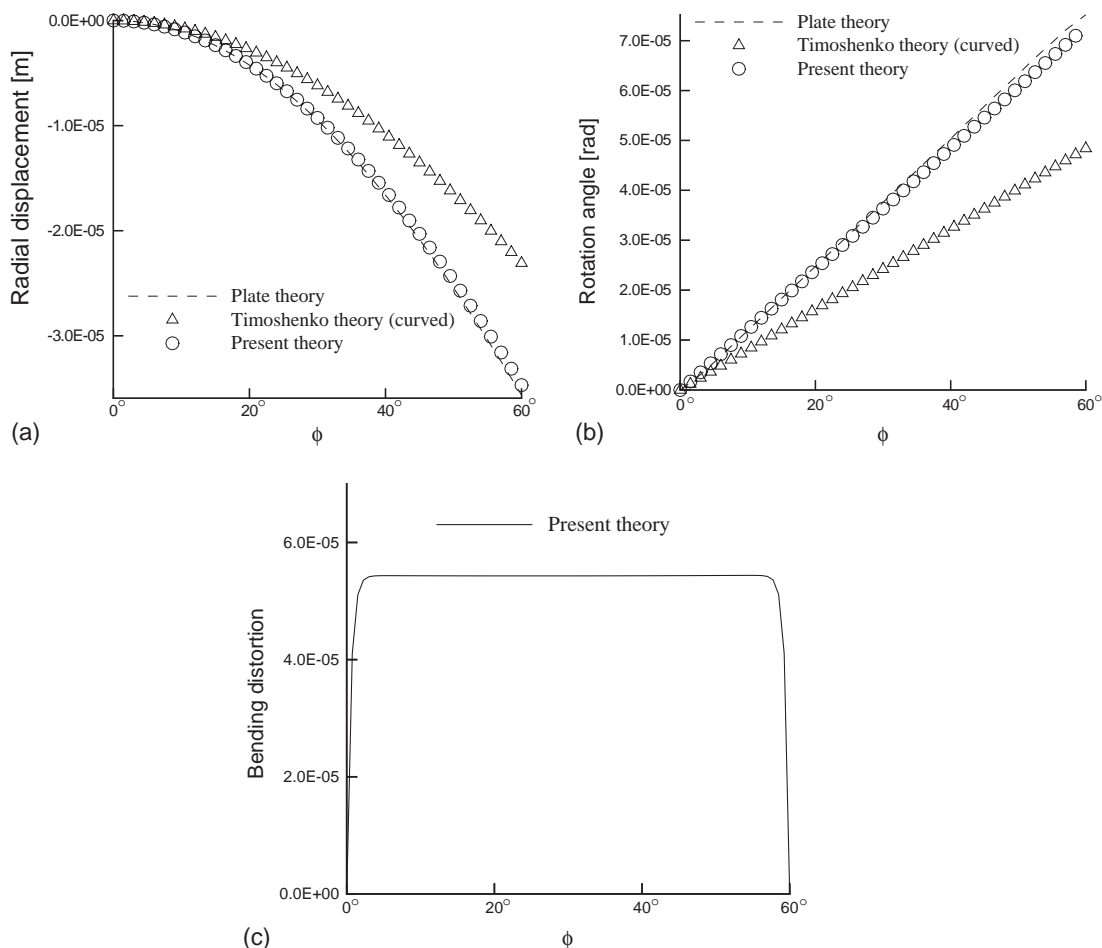 0.0E+00
-1.0E-05
-2.0E-05
-3.0E-05
Radial displacement [m]
Plate theory
Timoshenko theory (curved)
Present theory
0° 20° 40° 60°
ϕ
(a)
7.0E-05
6.0E-05
5.0E-05
4.0E-05
3.0E-05
2.0E-05
1.0E-05
0.0E+00
Rotation angle [rad]
Plate theory
Timoshenko theory (curved)
Present theory
0° 20° 40° 60°
ϕ
(b)
Present theory
6.0E-05
4.0E-05
2.0E-05
0.0E+00
Bending distortion
0° 20° 40° 60°
ϕ
(c)